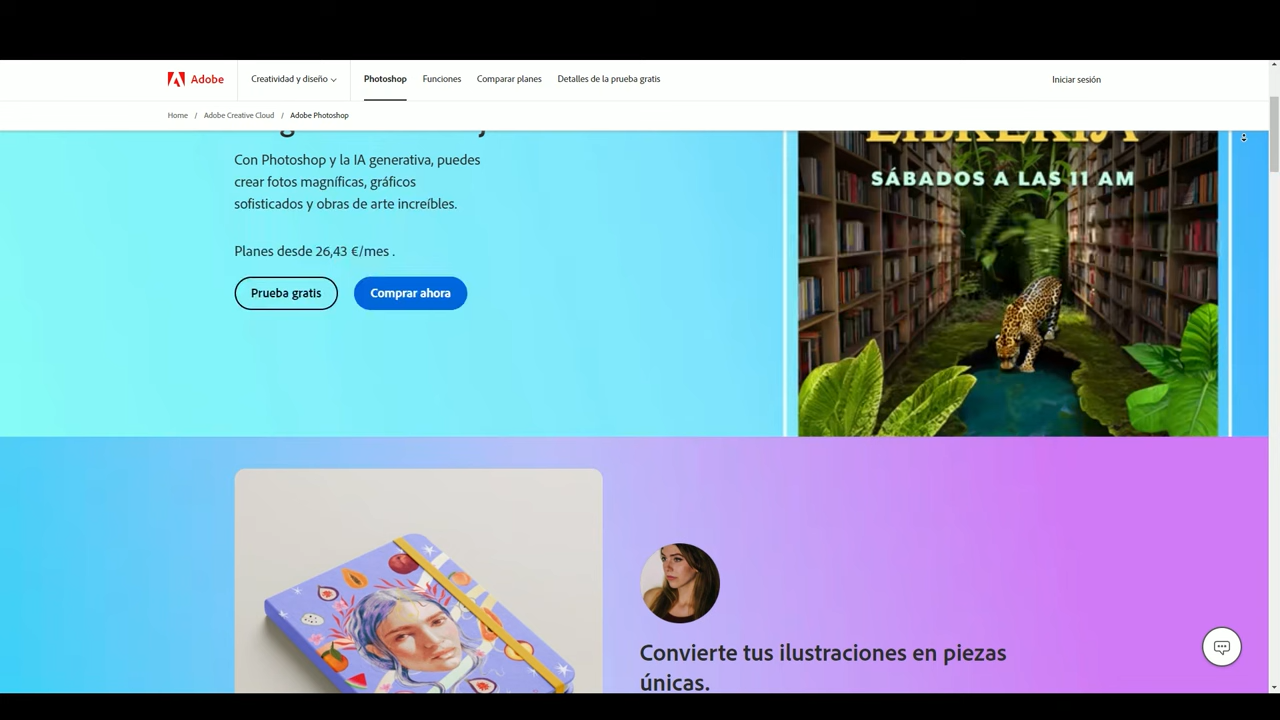 Adobe
Creatividad y diseño
Photoshop
Funciones
Comparar planes
Detalles de la prueba gratis
Iniciar sesión
Home / Adobe Creative Cloud / Adobe Photoshop
Con Photoshop y la IA generativa, puedes
crear fotos magníficas, gráficos
sofisticados y obras de arte increíbles.
Planes desde 26,43 €/mes .
Prueba gratis
Comprar ahora
LIBRERÍA
SÁBADOS A LAS 11 AM
Convierte tus ilustraciones en piezas
únicas.